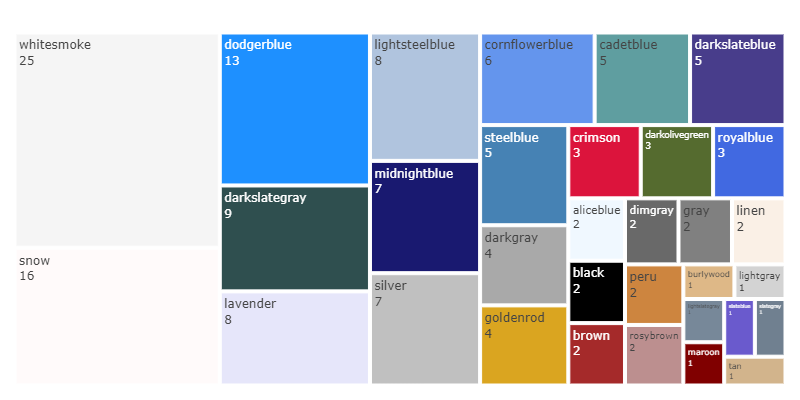 whitesmoke
25
snow
16
dodgerblue
13
darkslategray
9
lavender
8
lightsteelblue
8
midnightblue
7
silver
7
cornflowerblue
6
cadetblue
5
darkslateblue
5
steelblue
5
darkgray
4
goldenrod
4
crimson
3
darkolivegreen
3
royalblue
3
aliceblue
2
black
2
brown
2
dimgray
2
gray
2
linen
2
peru
2
rosybrown
2
burlywood
1
lightgray
1
lightslategray
1
maroon
1
slateblue
1
slategray
1
tan
1